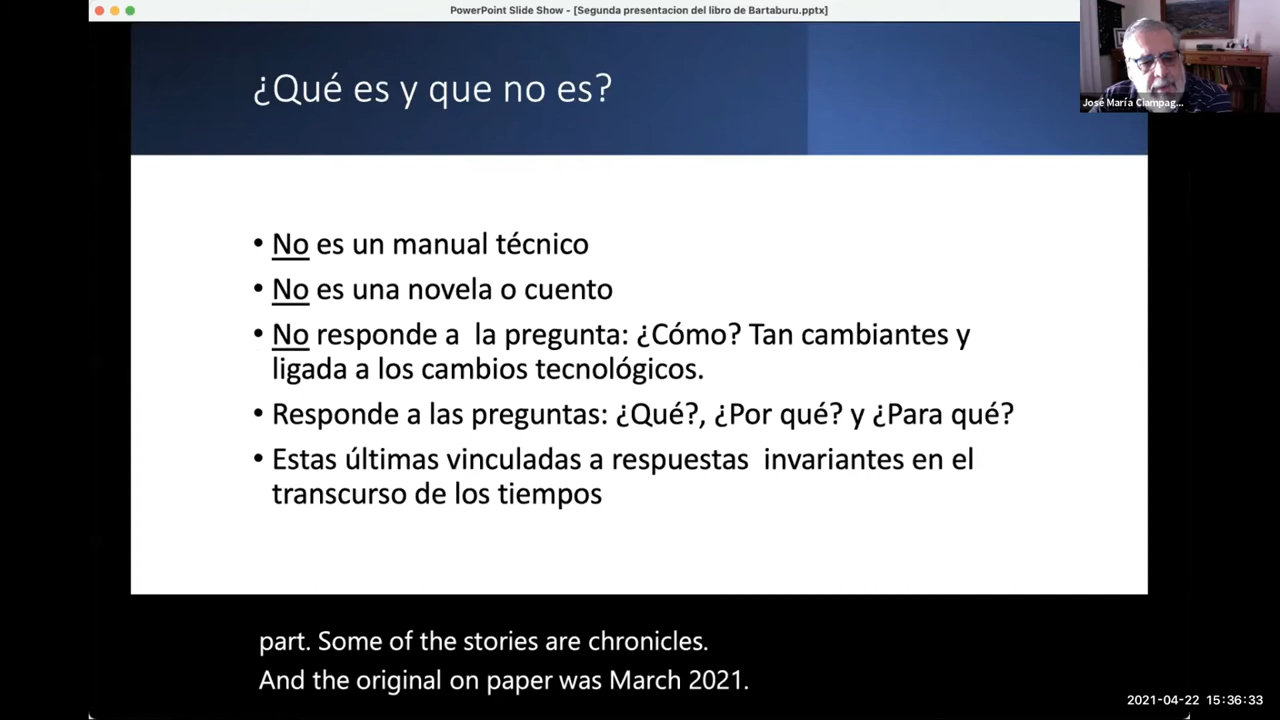 PowerPoint Slide Show - [Segunda presentacion del libro de Bartaburu.pptx]
José María Ciampag...
¿Qué es y que no es?
• No es un manual técnico
• No es una novela o cuento
• No responde a  la pregunta: ¿Cómo? Tan cambiantes y
ligada a los cambios tecnológicos.
• Responde a las preguntas: ¿Qué?, ¿Por qué? y ¿Para qué?
• Estas últimas vinculadas a respuestas  invariantes en el
transcurso de los tiempos
part. Some of the stories are chronicles.
And the original on paper was March 2021.
2021-04-22 15:36:33